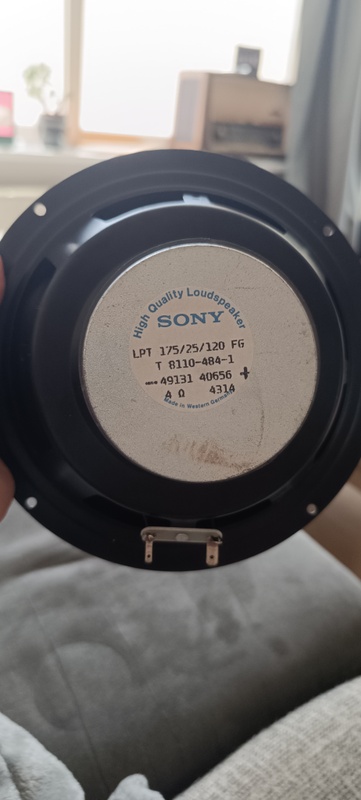 High Quality Loudspeaker
SONY
LPT 175/25/120 FG
T 8110-484-1
– 49131 40656 +
4 Ω 4314
Made in Western Germany